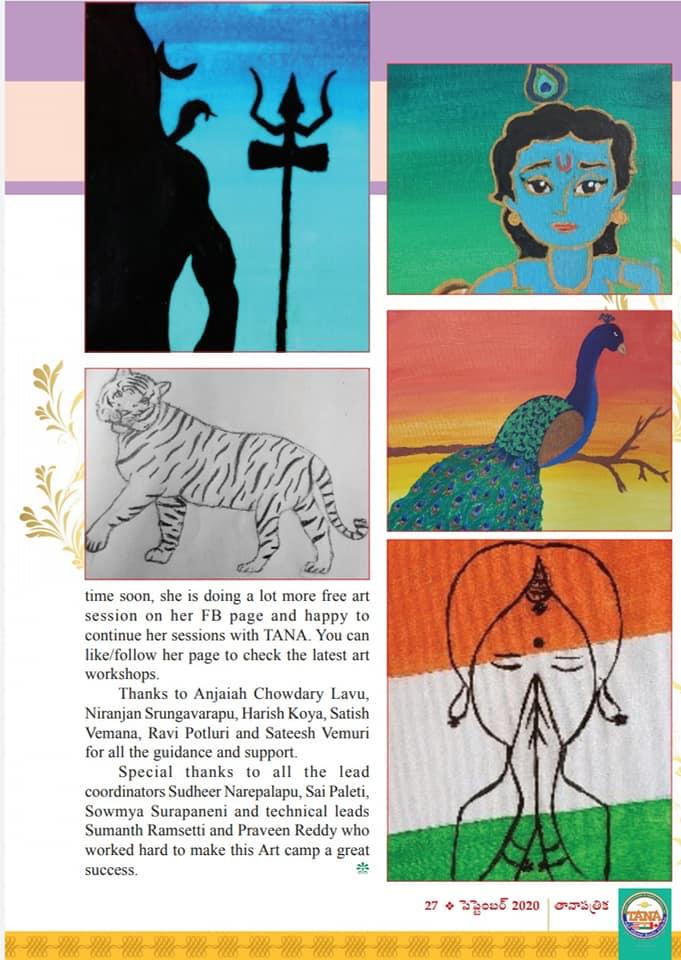 time soon, she is doing a lot more free art
session on her FB page and happy to
continue her sessions with TANA. You can
like/follow her page to check the latest art
workshops.
Thanks to Anjaiah Chowdary Lavu,
Niranjan Srungavarapu, Harish Koya, Satish
Vemana, Ravi Potluri and Sateesh Vemuri
for all the guidance and support.
Special thanks to all the lead
coordinators Sudheer Narepalapu, Sai Paleti,
Sowmya Surapaneni and technical leads
Sumanth Ramsetti and Praveen Reddy who
worked hard to make this Art camp a great
success.
27 ❖ సెప్టెంబర్ 2020 తానాపత్రిక
TANA